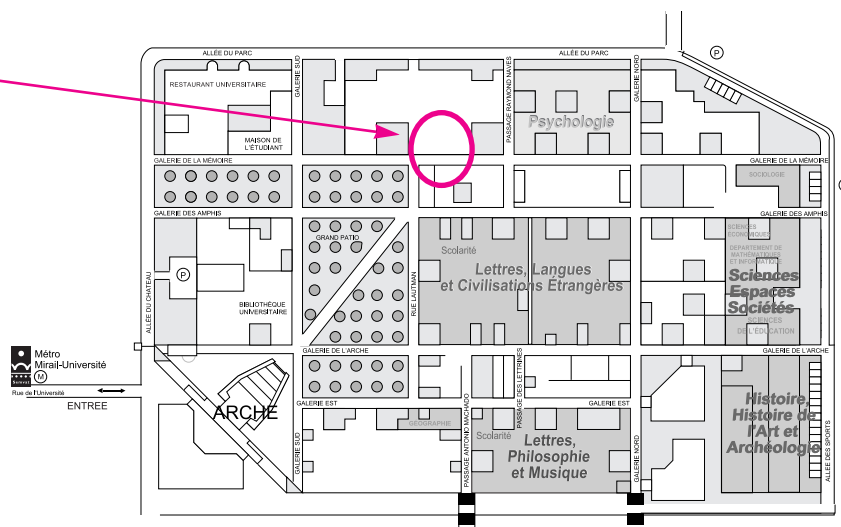 ALLÉE DU PARC
ALLÉE DU PARC
P
RESTAURANT UNIVERSITAIRE
GALERIE SUD
PASSAGE RAYMOND NAVES
GALERIE NORD
Psychologie
MAISON DE
L'ÉTUDIANT
GALERIE DE LA MÉMOIRE
GALERIE DE LA MÉMOIRE
SOCIOLOGIE
GALERIE DES AMPHIS
GALERIE DES AMPHIS
GRAND PATIO
RUE LAUTMAN
Scolarité
Lettres, Langues
et Civilisations Étrangères
SCIENCES
ÉCONOMIQUES
DÉPARTEMENT DE
MATHÉMATIQUES
ET INFORMATIQUE
Sciences
Espaces
Sociétés
SCIENCES
DE L'ÉDUCATION
P
ALLÉE DU CHATEAU
BIBLIOTHÈQUE
UNIVERSITAIRE
GALERIE DE L'ARCHE
GALERIE DE L'ARCHE
Métro
Mirail-Université
M
Rue de l'Université
ENTREE
ARCHE
GALERIE EST
GALERIE EST
PASSAGE DES LETTRINES
GÉOGRAPHIE
GALERIE SUD
PASSAGE ANTONIO MACHADO
Scolarité
Lettres,
Philosophie
et Musique
GALERIE NORD
Histoire,
Histoire de
l'Art et
Archéologie
ALLÉE DES SPORTS